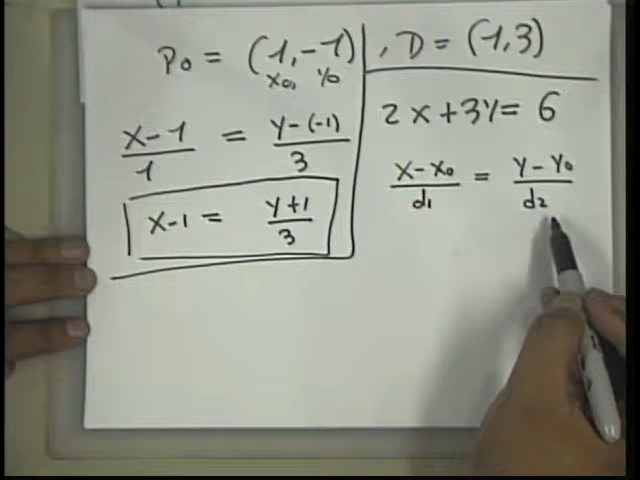 P0 = (1, -1) , D = (1, 3)
x0, y0
x-1/1 = y-(-1)/3
x-1 = y+1/3
2x+3y = 6
x-x0/d1 = y-y0/d2